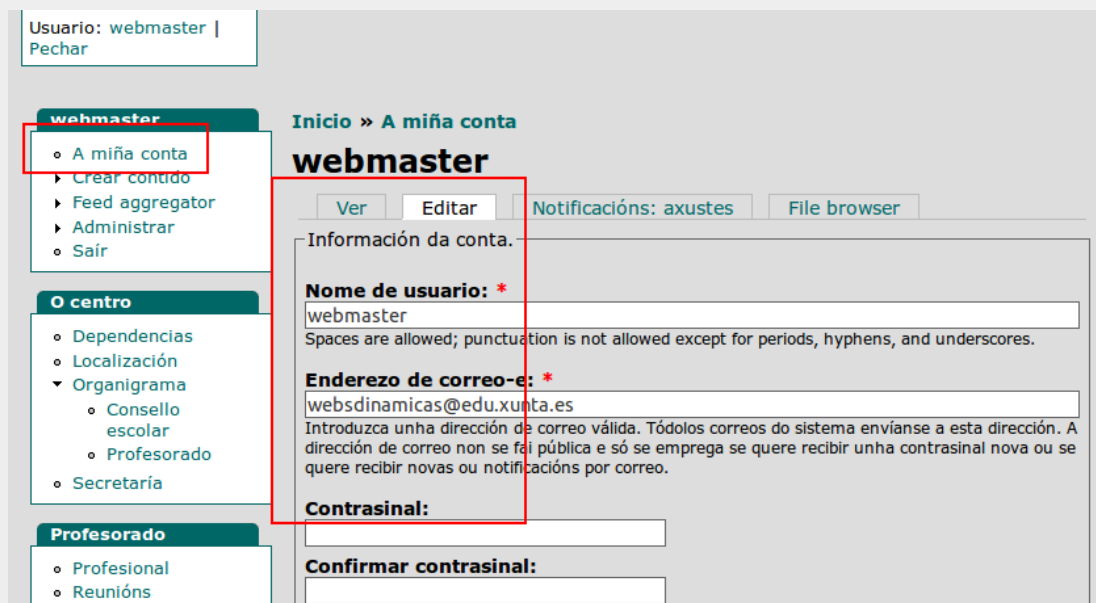 Usuario: webmaster |
Pechar
webmaster
A miña conta
Crear contido
Feed aggregator
Administrar
Saír
O centro
Dependencias
Localización
Organigrama
Consello
escolar
Profesorado
Secretaría
Profesorado
Profesional
Reunións
Inicio » A miña conta
webmaster
Ver Editar Notificacións: axustes File browser
Información da conta.
Nome de usuario: *
webmaster
Spaces are allowed; punctuation is not allowed except for periods, hyphens, and underscores.
Enderezo de correo-e: *
websdinamicas@edu.xunta.es
Introduzca unha dirección de correo válida. Tódolos correos do sistema envíanse a esta dirección. A
dirección de correo non se fai pública e só se emprega se quere recibir unha contrasinal nova ou se
quere recibir novas ou notificacións por correo.
Contrasinal:
Confirmar contrasinal: